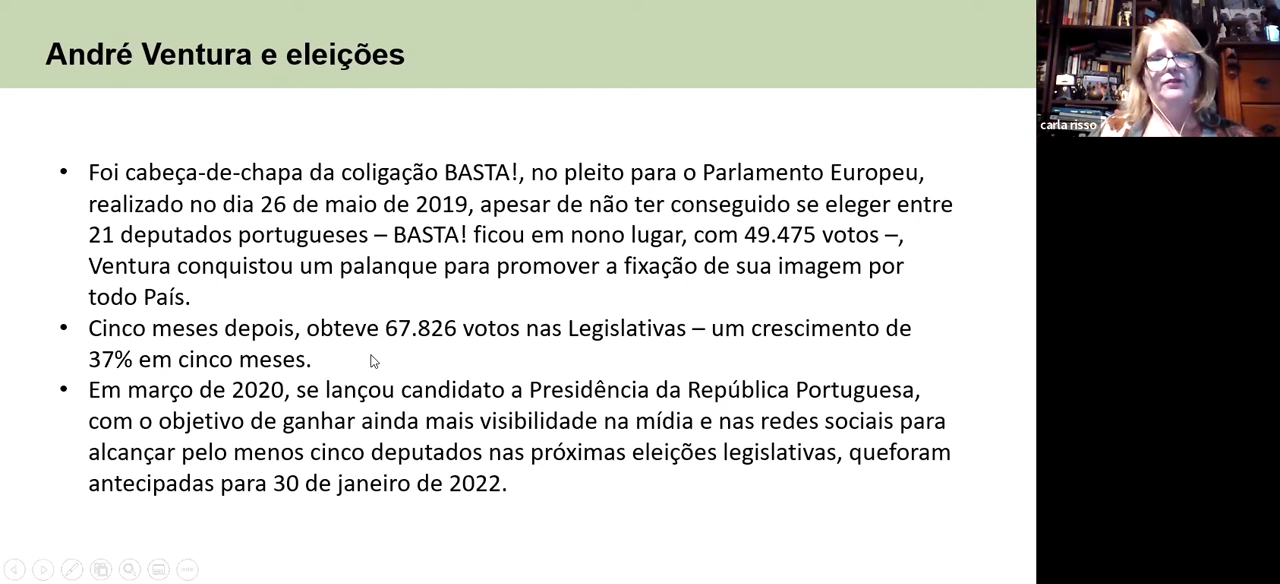 André Ventura e eleições
carla risso
• Foi cabeça-de-chapa da coligação BASTA!, no pleito para o Parlamento Europeu,
realizado no dia 26 de maio de 2019, apesar de não ter conseguido se eleger entre
21 deputados portugueses – BASTA! ficou em nono lugar, com 49.475 votos –,
Ventura conquistou um palanque para promover a fixação de sua imagem por
todo País.
• Cinco meses depois, obteve 67.826 votos nas Legislativas – um crescimento de
37% em cinco meses.
• Em março de 2020, se lançou candidato a Presidência da República Portuguesa,
com o objetivo de ganhar ainda mais visibilidade na mídia e nas redes sociais para
alcançar pelo menos cinco deputados nas próximas eleições legislativas, queforam
antecipadas para 30 de janeiro de 2022.